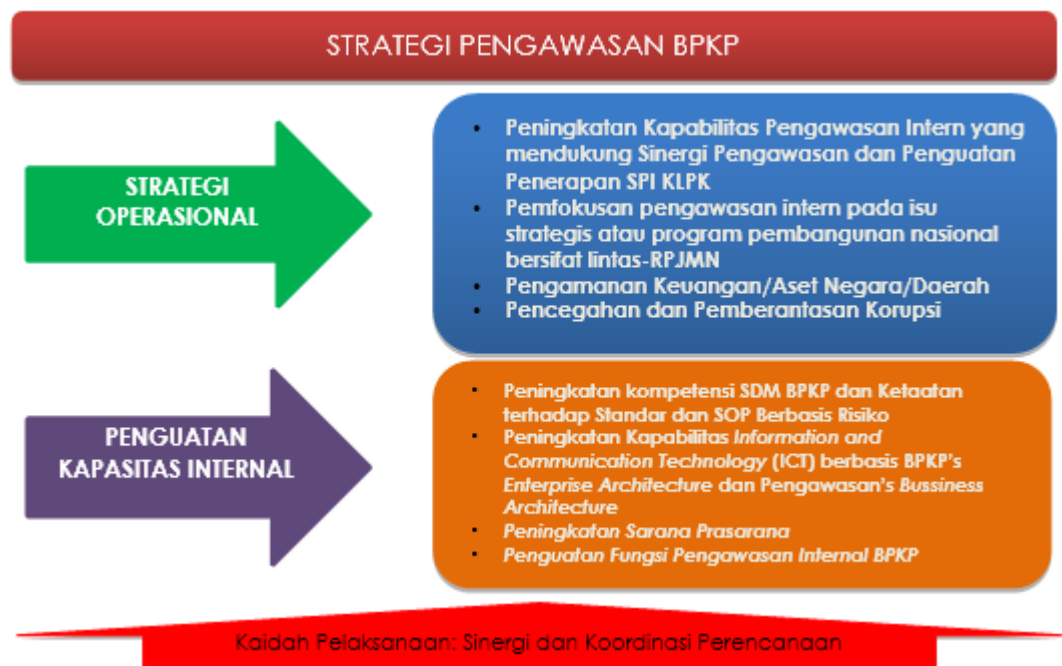 STRATEGI PENGAWASAN BPKP
STRATEGI
OPERASIONAL
• Peningkatan Kapabilitas Pengawasan Intern yang
mendukung Sinergi Pengawasan dan Penguatan
Penerapan SPI KLPK
• Pemfokusan pengawasan intern pada isu
strategis atau program pembangunan nasional
bersifat lintas-RPJMN
• Pengamanan Keuangan/Aset Negara/Daerah
• Pencegahan dan Pemberantasan Korupsi
PENGUATAN
KAPASITAS INTERNAL
• Peningkatan kompetensi SDM BPKP dan Ketaatan
terhadap Standar dan SOP Berbasis Risiko
• Peningkatan Kapabilitas Information and
Communication Technology (ICT) berbasis BPKP's
Enterprise Architecture dan Pengawasan's Bussiness
Architecture
• Peningkatan Sarana Prasarana
• Penguatan Fungsi Pengawasan Internal BPKP
Kaidah Pelaksanaan: Sinergi dan Koordinasi Perencanaan